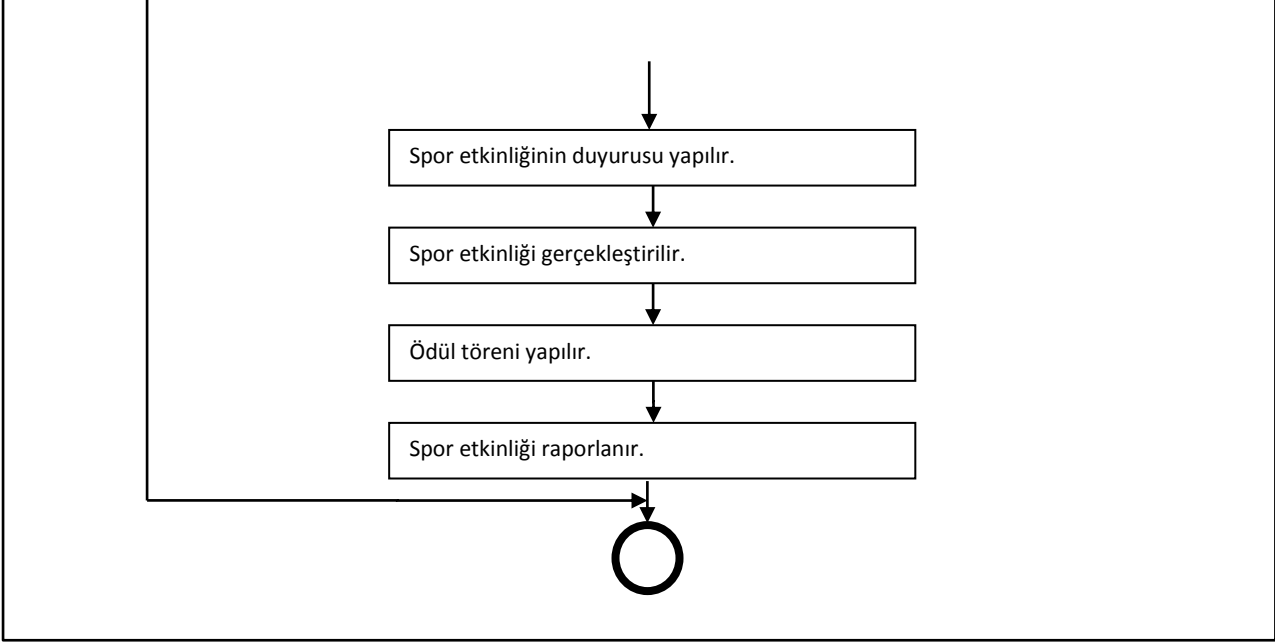 Spor etkinliğinin duyurusu yapılır.
Spor etkinliği gerçekleştirilir.
Ödül töreni yapılır.
Spor etkinliği raporlanır.